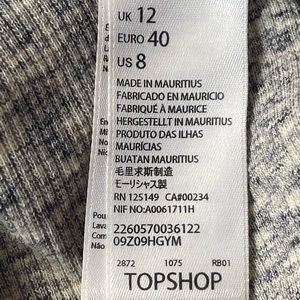 UK 12
EURO 40
US 8
MADE IN MAURITIUS
FABRICADO EN MAURICIO
FABRIQUÉ À MAURICE
HERGESTELLT IN MAURITIUS
PRODUTO DAS ILHAS
MAURÍCIAS
BUATAN MAURITIUS
毛里求斯制造
モーリシャス製
RN 125149 CA#00234
NIF NO:A0061711H
2260570036122
09Z09HGYM
2872 1075 RB01
TOPSHOP